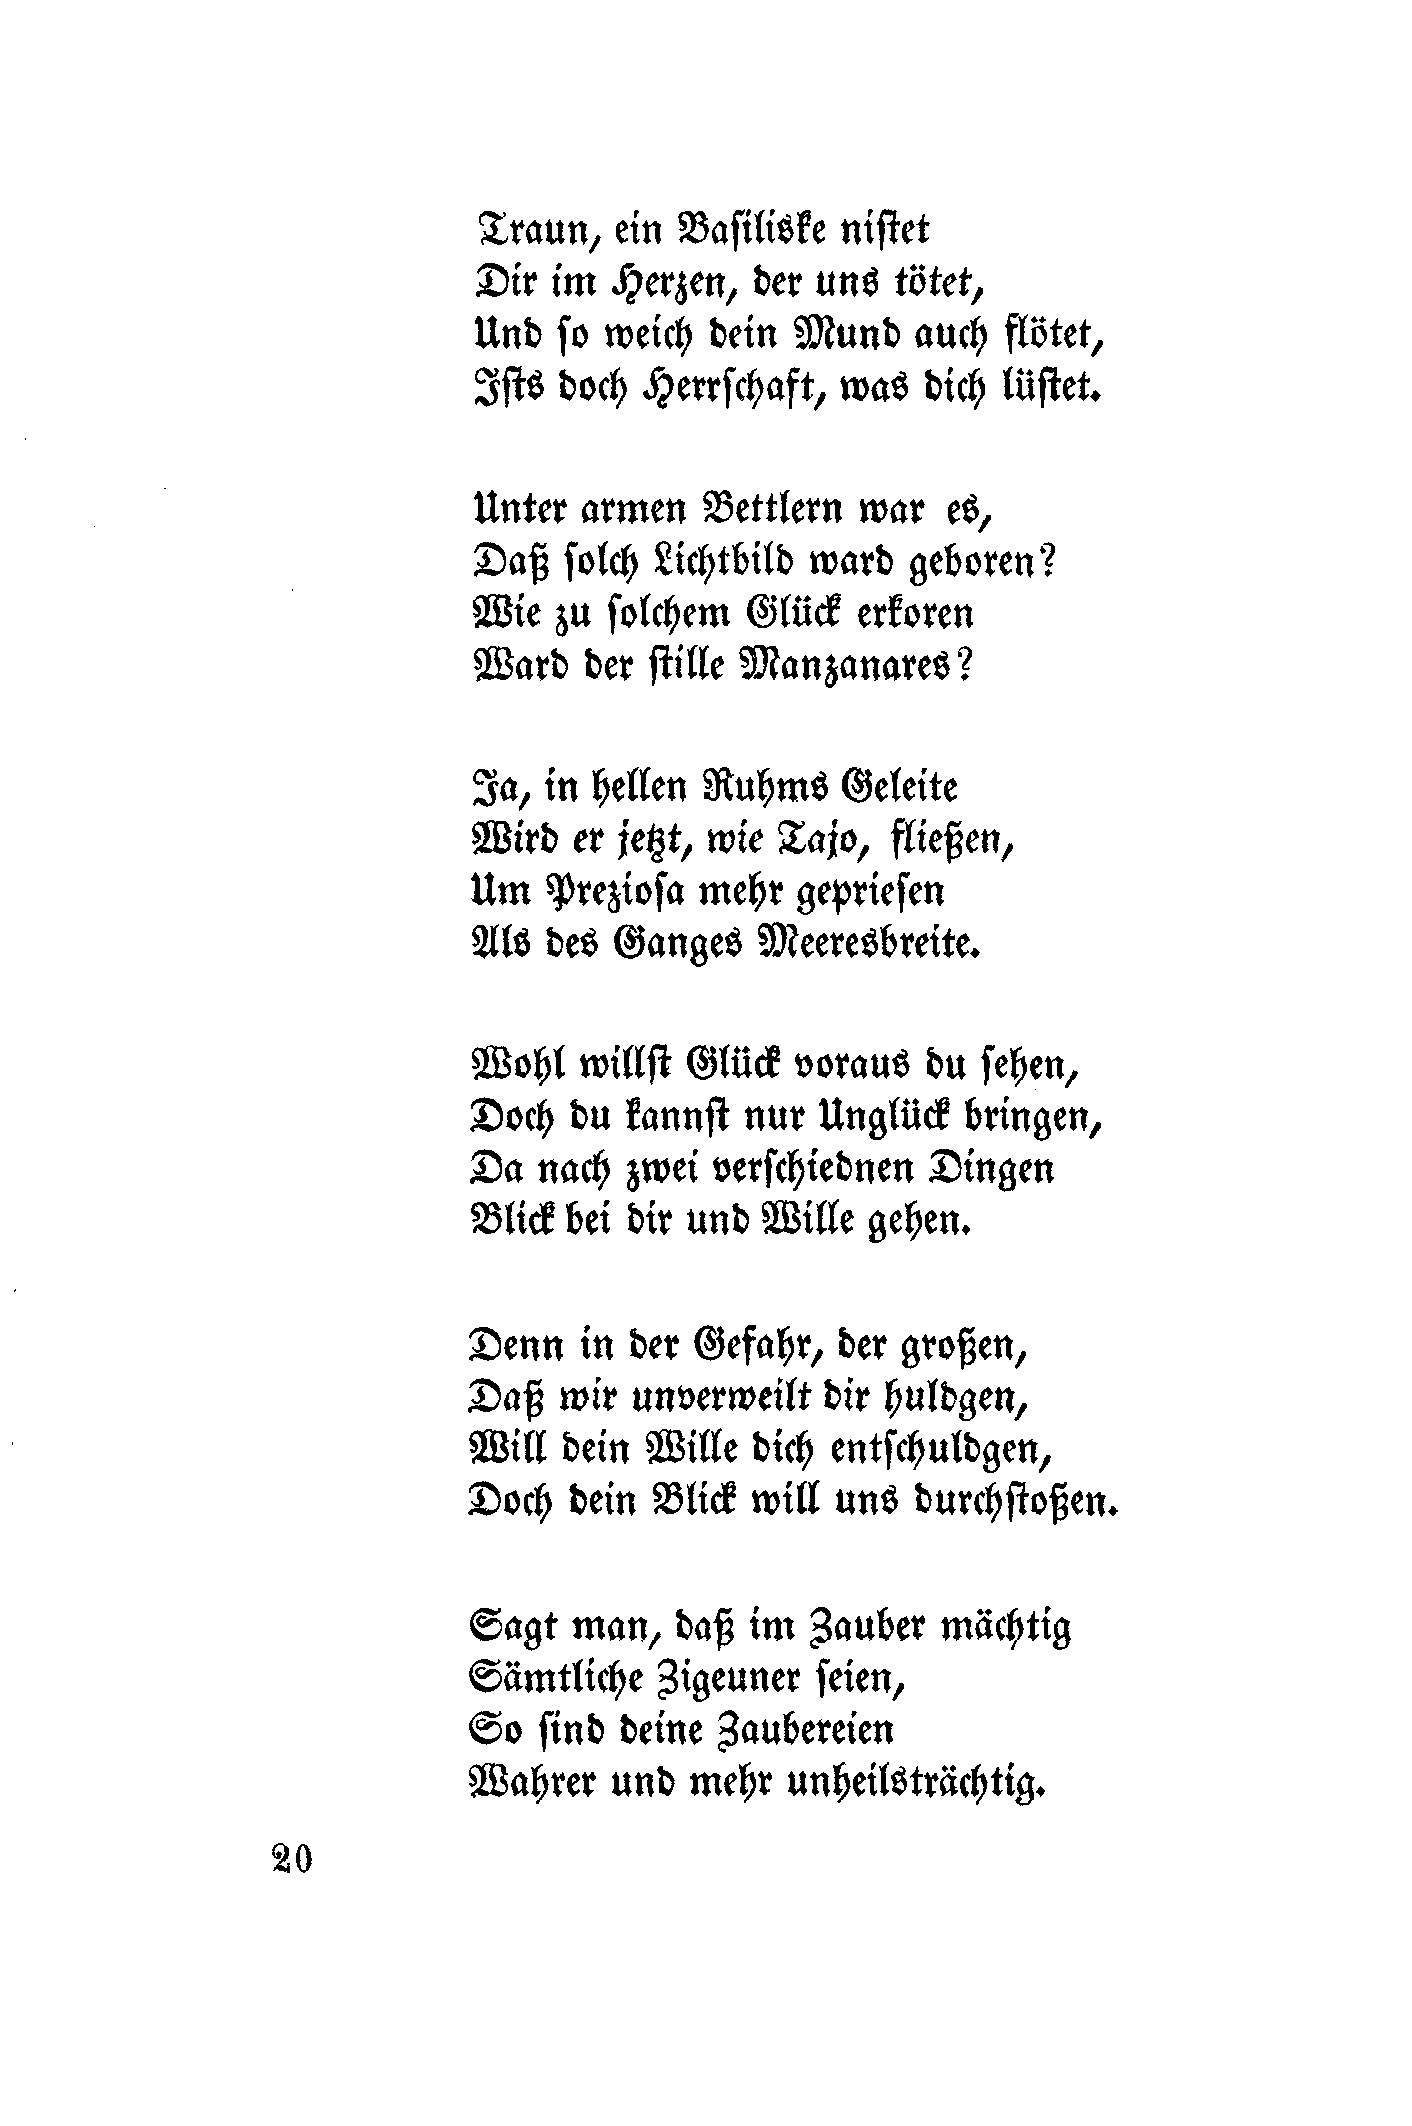 Traun, ein Basiliske nistet
Dir im Herzen, der uns tötet,
Und so weich dein Mund auch flötet,
Ists doch Herrschaft, was dich lüstet.
Unter armen Bettlern war es,
Daß solch Lichtbild ward geboren?
Wie zu solchem Glück erkoren
Ward der stille Manzanares?
Ja, in hellen Ruhms Geleite
Wird er jetzt, wie Tajo, fließen,
Um Preziosa mehr gepriesen
Als des Ganges Meeresbreite.
Wohl willst Glück voraus du sehen,
Doch du kannst nur Unglück bringen,
Da nach zwei verschiednen Dingen
Blick bei dir und Wille gehen.
Denn in der Gefahr, der großen,
Daß wir unverweilt dir huldgen,
Will dein Wille dich entschuldgen,
Doch dein Blick will uns durchstoßen.
Sagt man, daß im Zauber mächtig
Sämtliche Zigeuner seien,
So sind deine Zaubereien
Wahrer und mehr unheilsträchtig.
20